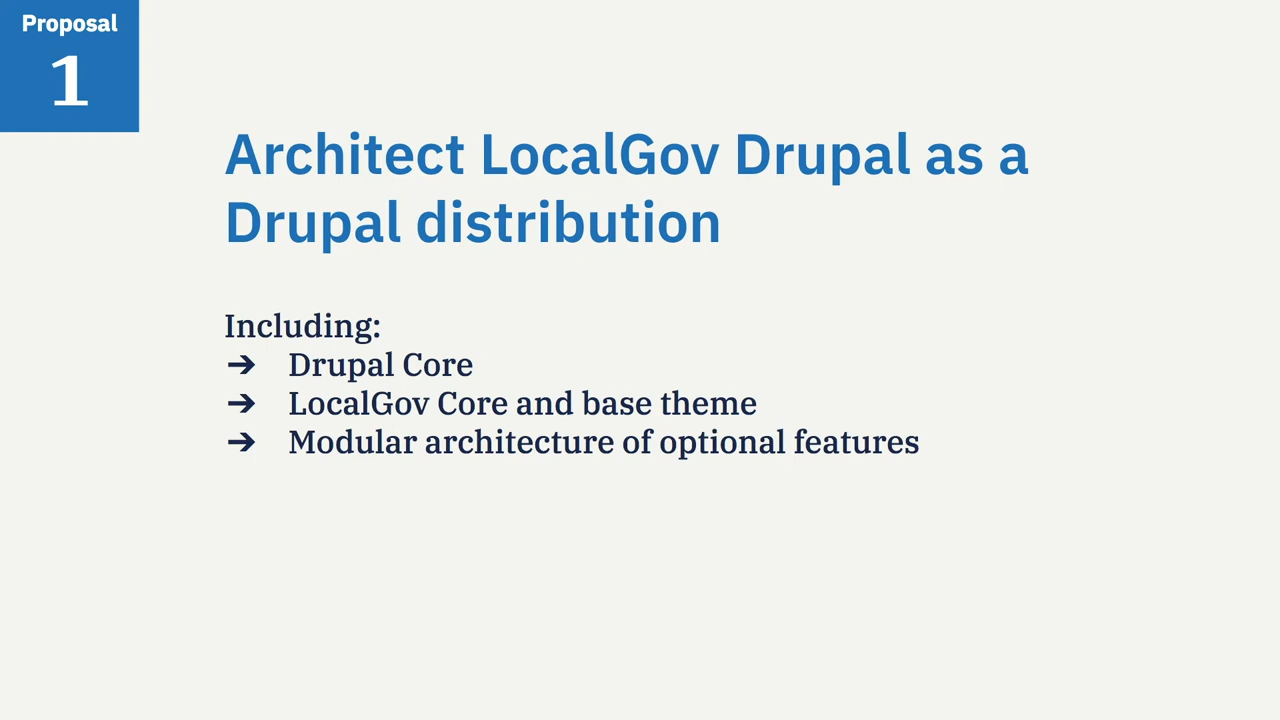 Proposal
1
Architect LocalGov Drupal as a
Drupal distribution
Including:
➔ Drupal Core
➔ LocalGov Core and base theme
➔ Modular architecture of optional features